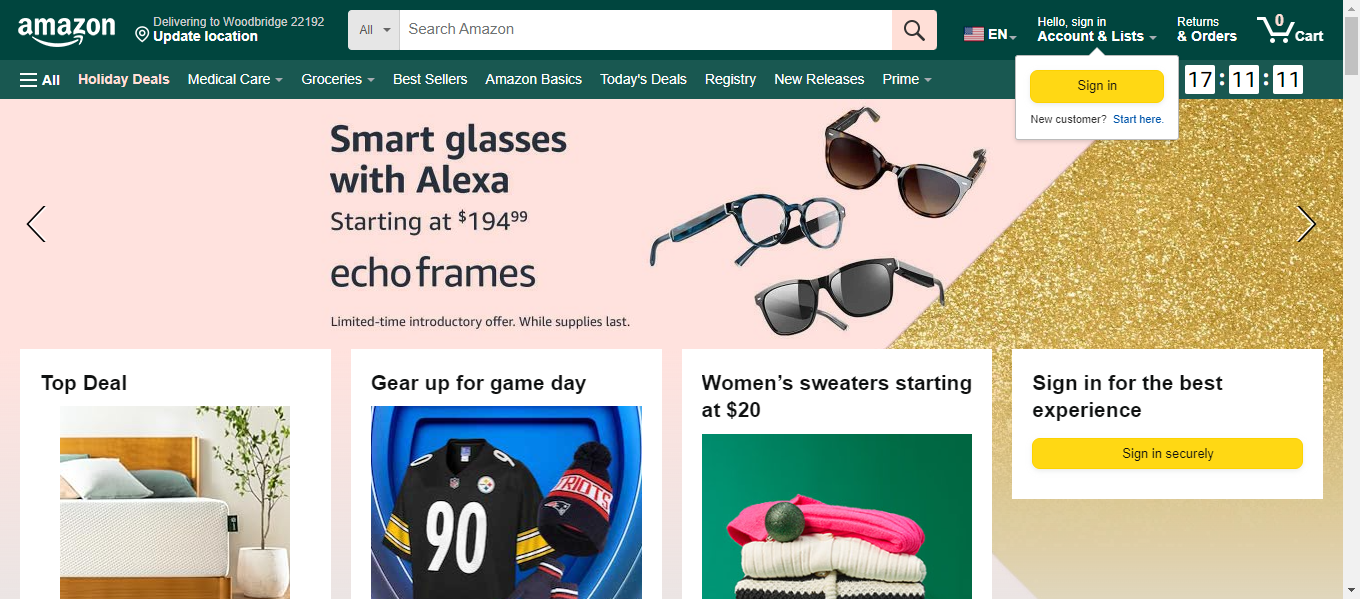 amazon
Delivering to Woodbridge 22192
Update location
All
Search Amazon
EN
Hello, sign in
Account & Lists
Returns
& Orders
0
Cart
All
Holiday Deals
Medical Care
Groceries
Best Sellers
Amazon Basics
Today's Deals
Registry
New Releases
Prime
17 : 11 : 11
Sign in
New customer? Start here.
Smart glasses
with Alexa
Starting at $194⁹⁹
echo frames
Limited-time introductory offer. While supplies last.
Top Deal
Gear up for game day
Women’s sweaters starting
at $20
Sign in for the best
experience
Sign in securely
90
PATRIOTS